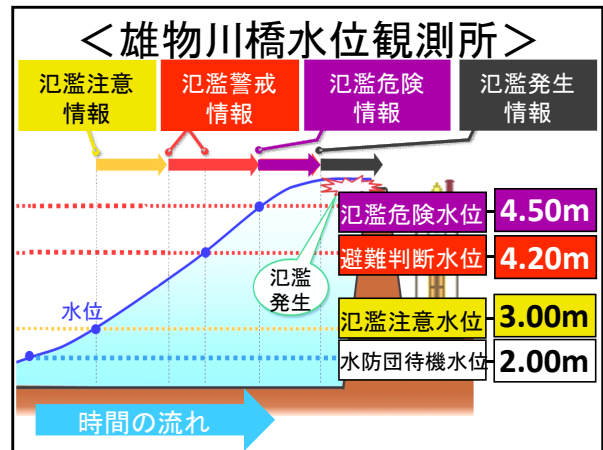 ＜雄物川橋水位観測所＞
氾濫注意
情報
氾濫警戒
情報
氾濫危険
情報
氾濫発生
情報
氾濫危険水位
4.50m
避難判断水位
4.20m
氾濫
発生
水位
氾濫注意水位
3.00m
水防団待機水位
2.00m
時間の流れ